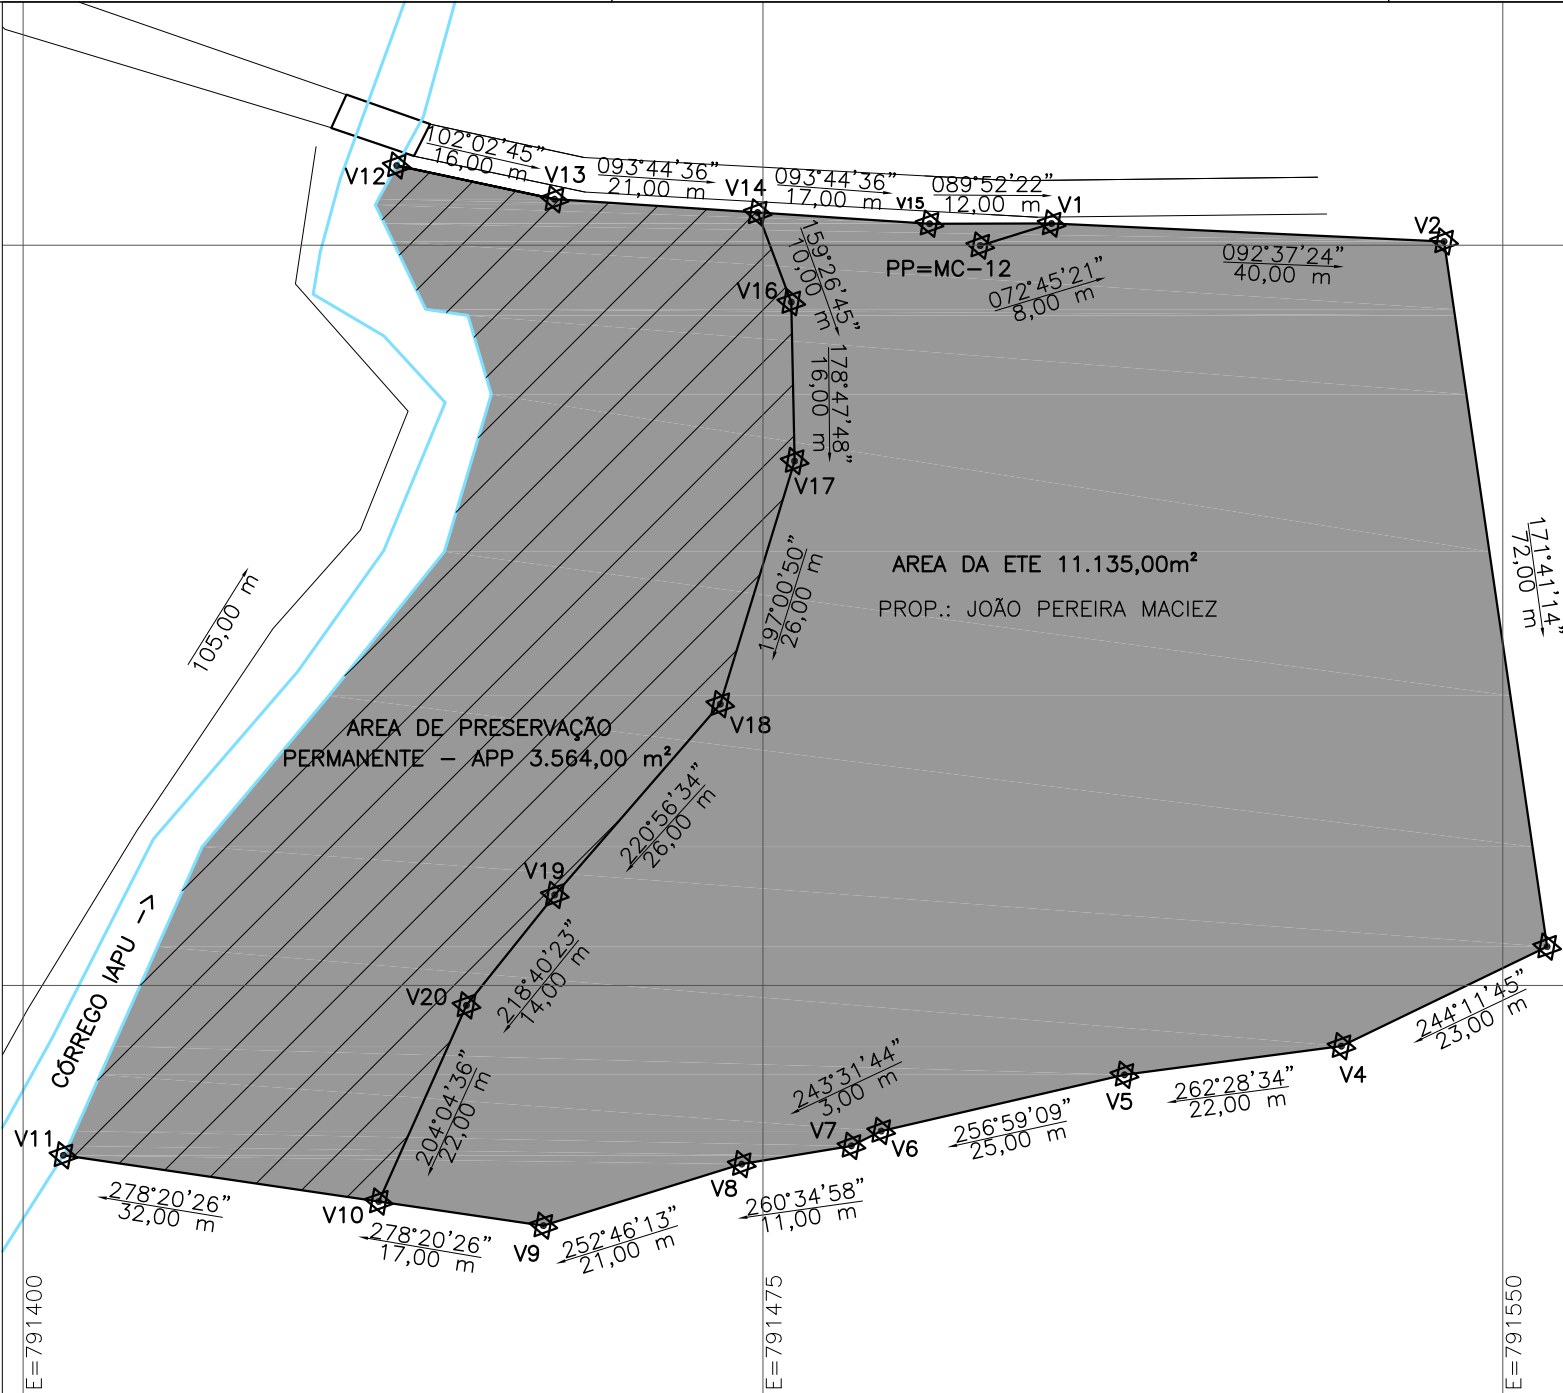 102°02'45"
16,00 m
V12
V13
093°44'36"
21,00 m
V14
093°44'36"
17,00 m
V15
089°52'22"
12,00 m
V1
V2
PP=MC-12
072°45'21"
8,00 m
092°37'24"
40,00 m
159°26'45"
10,00 m
V16
178°47'48"
16,00 m
V17
197°00'50"
26,00 m
AREA DA ETE 11.135,00m²
PROP.: JOÃO PEREIRA MACIEZ
171°41'14"
72,00 m
105,00 m
AREA DE PRESERVAÇÃO
PERMANENTE – APP 3.564,00 m²
V18
220°56'34"
26,00 m
V19
218°40'23"
14,00 m
V20
CÓRREGO IAPU ->
204°04'36"
22,00 m
243°31'44"
3,00 m
244°11'45"
23,00 m
V4
262°28'34"
22,00 m
V5
256°59'09"
25,00 m
V6
V7
V8
260°34'58"
11,00 m
V11
278°20'26"
32,00 m
V10
278°20'26"
17,00 m
V9
252°46'13"
21,00 m
E=791400
E=791475
E=791550